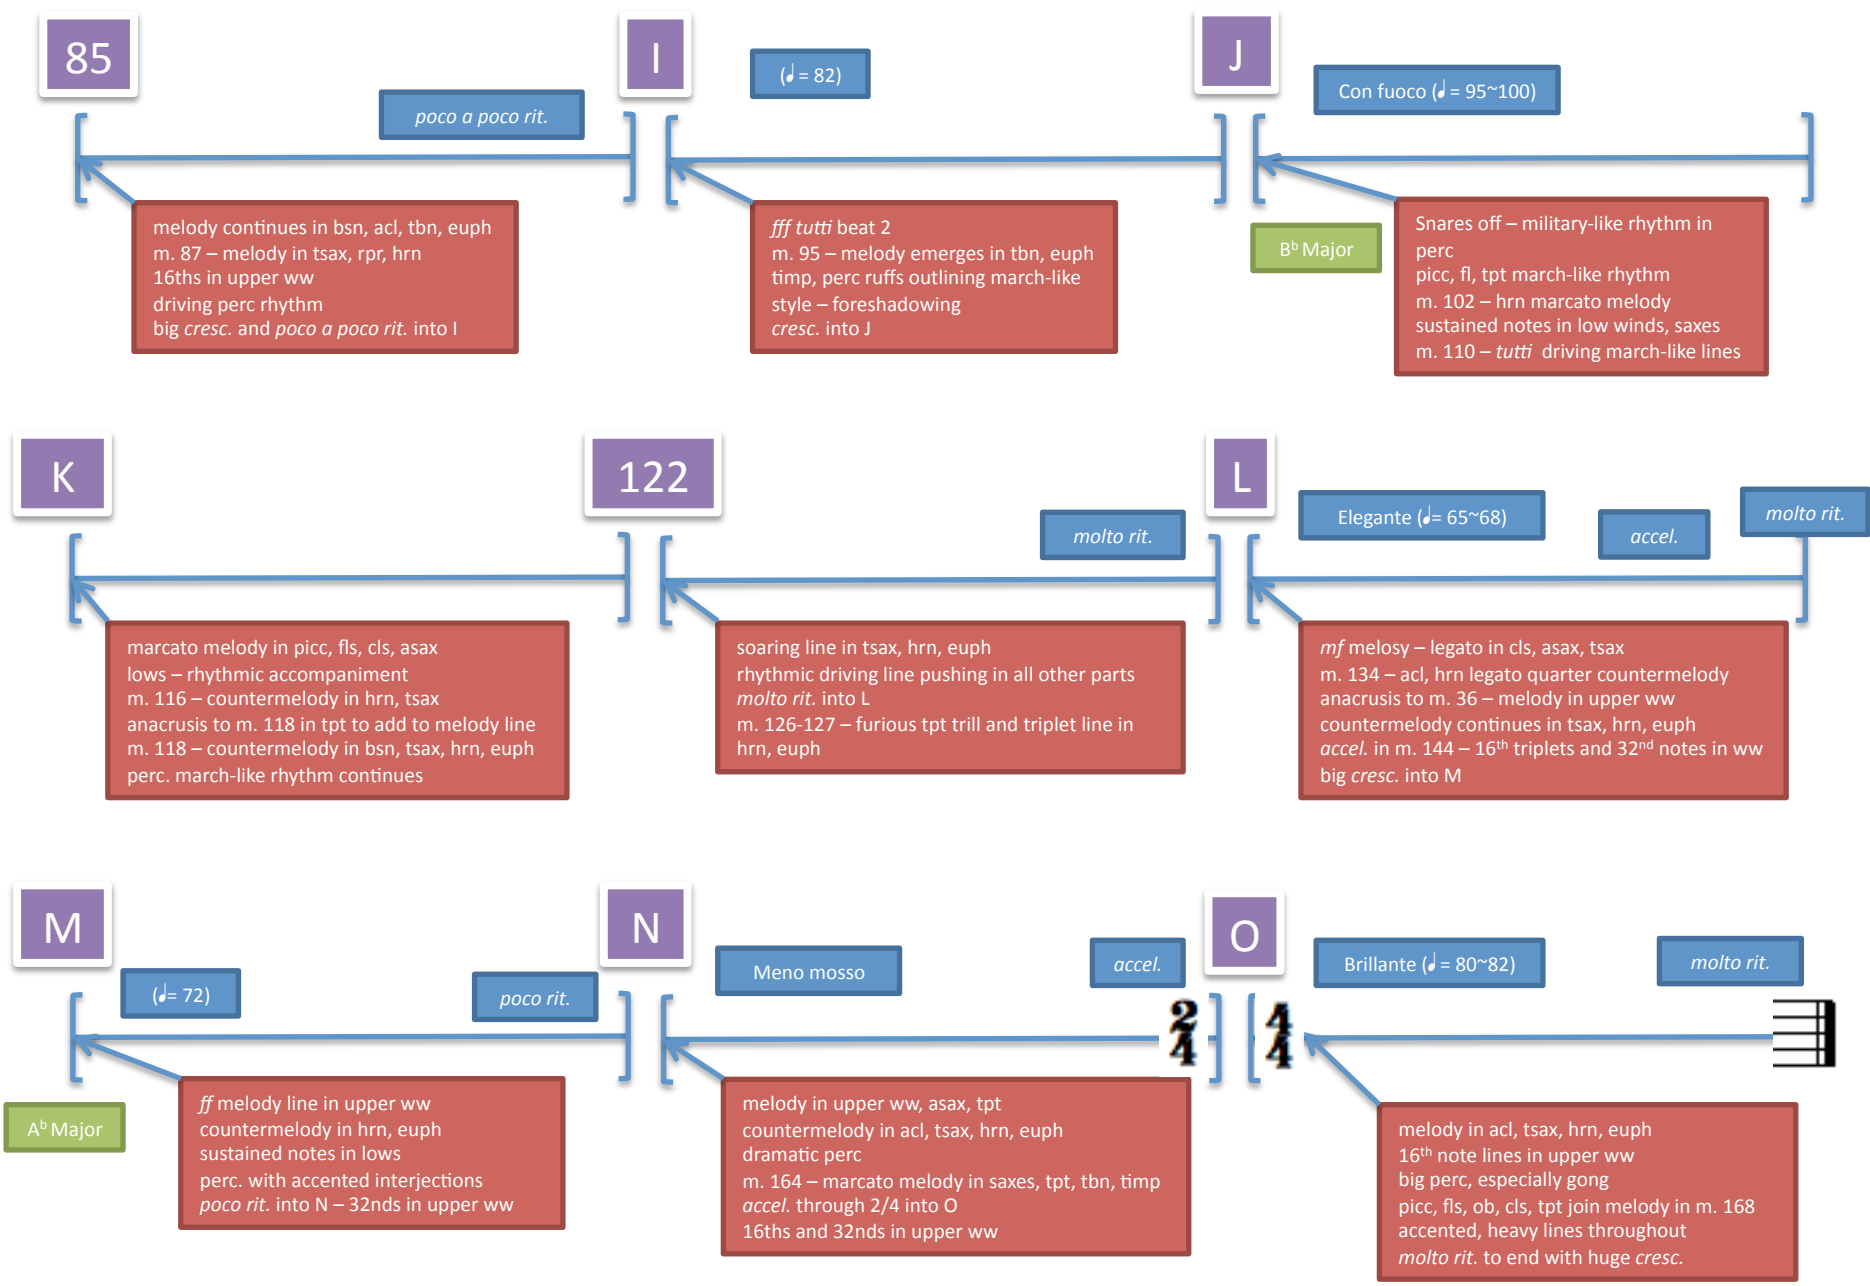 85
poco a poco rit.
melody continues in bsn, acl, tbn, euph
m. 87 – melody in tsax, rpr, hrn
16ths in upper ww
driving perc rhythm
big cresc. and poco a poco rit. into I
I
(♩ = 82)
fff tutti beat 2
m. 95 – melody emerges in tbn, euph
timp, perc ruffs outlining march-like
style – foreshadowing
cresc. into J
J
Con fuoco (♩ = 95~100)
B♭ Major
Snares off – military-like rhythm in
perc
picc, fl, tpt march-like rhythm
m. 102 – hrn marcato melody
sustained notes in low winds, saxes
m. 110 – tutti driving march-like lines
K
marcato melody in picc, fls, cls, asax
lows – rhythmic accompaniment
m. 116 – countermelody in hrn, tsax
anacrusis to m. 118 in tpt to add to melody line
m. 118 – countermelody in bsn, tsax, hrn, euph
perc. march-like rhythm continues
122
molto rit.
soaring line in tsax, hrn, euph
rhythmic driving line pushing in all other parts
molto rit. into L
m. 126-127 – furious tpt trill and triplet line in
hrn, euph
L
Elegante (♩= 65~68)
accel.
molto rit.
mf melosy – legato in cls, asax, tsax
m. 134 – acl, hrn legato quarter countermelody
anacrusis to m. 36 – melody in upper ww
countermelody continues in tsax, hrn, euph
accel. in m. 144 – 16th triplets and 32nd notes in ww
big cresc. into M
M
(♩= 72)
poco rit.
A♭ Major
ff melody line in upper ww
countermelody in hrn, euph
sustained notes in lows
perc. with accented interjections
poco rit. into N – 32nds in upper ww
N
Meno mosso
accel.
2
4
melody in upper ww, asax, tpt
countermelody in acl, tsax, hrn, euph
dramatic perc
m. 164 – marcato melody in saxes, tpt, tbn, timp
accel. through 2/4 into O
16ths and 32nds in upper ww
O
Brillante (♩ = 80~82)
molto rit.
4
4
melody in acl, tsax, hrn, euph
16th note lines in upper ww
big perc, especially gong
picc, fls, ob, cls, tpt join melody in m. 168
accented, heavy lines throughout
molto rit. to end with huge cresc.